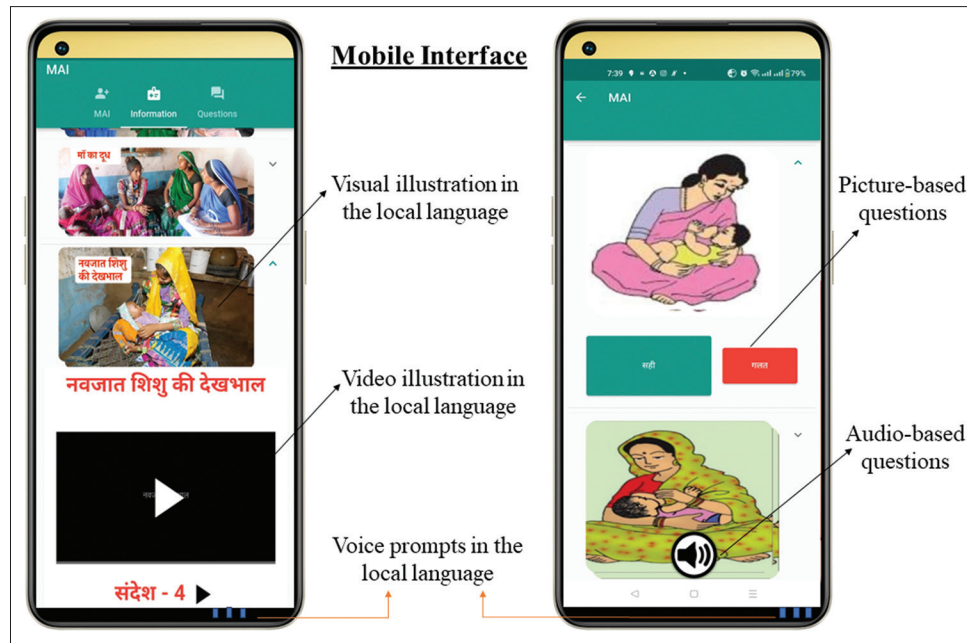 Mobile Interface
MAI
MAI
Information
Questions
माँ का दूध
नवजात शिशु
की देखभाल
नवजात शिशु की देखभाल
संदेश - 4
Visual illustration in
the local language
Video illustration in
the local language
Voice prompts in the
local language
7:39
79%
MAI
सही
गलत
Picture-based
questions
Audio-based
questions